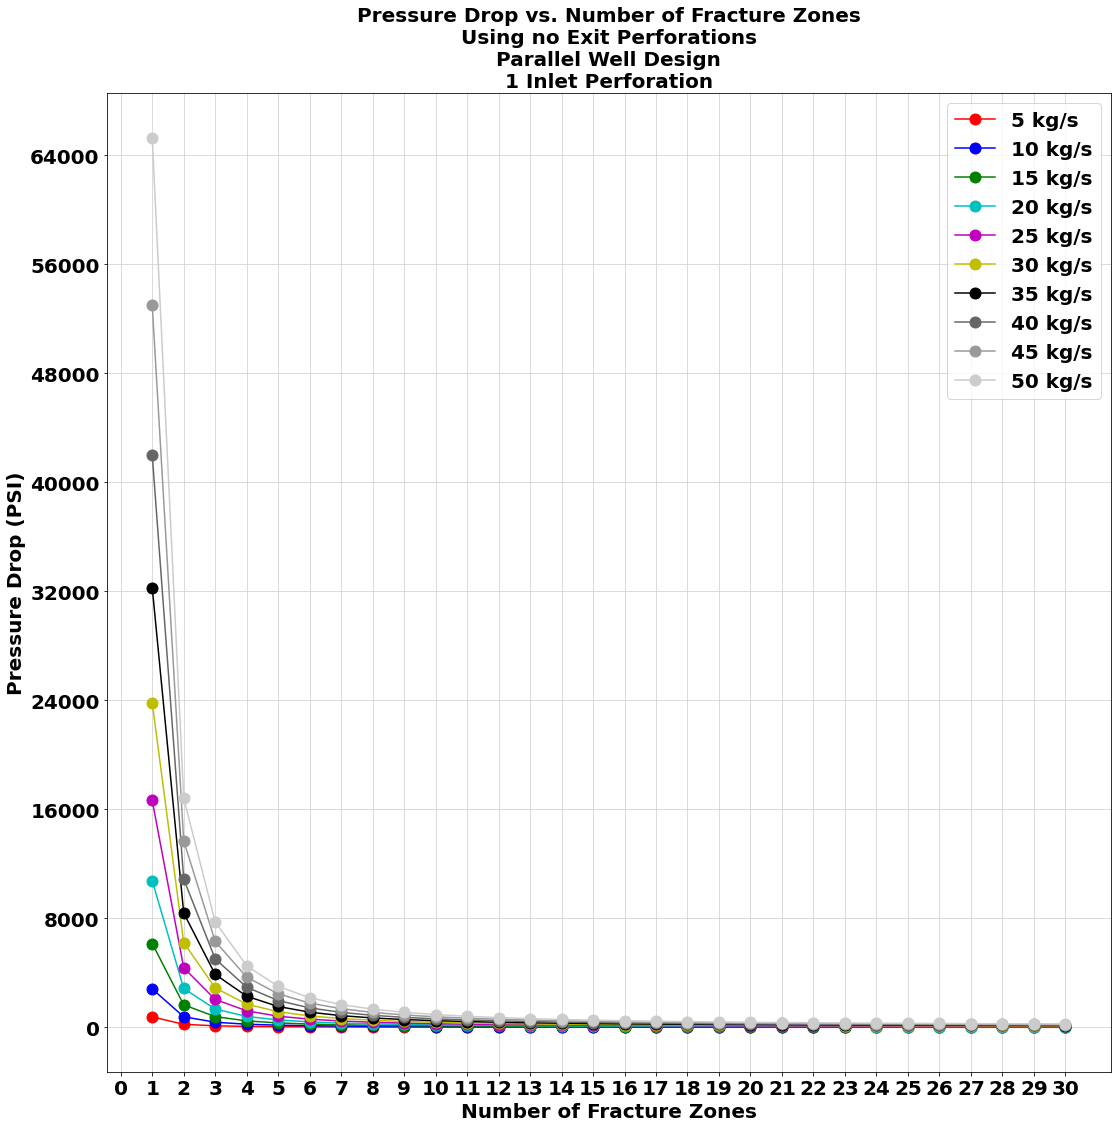 Pressure Drop vs. Number of Fracture Zones
Using no Exit Perforations
Parallel Well Design
1 Inlet Perforation
5 kg/s
10 kg/s
15 kg/s
20 kg/s
25 kg/s
30 kg/s
35 kg/s
40 kg/s
45 kg/s
50 kg/s
Pressure Drop (PSI)
64000
56000
48000
40000
32000
24000
16000
8000
0
0 1 2 3 4 5 6 7 8 9 10 11 12 13 14 15 16 17 18 19 20 21 22 23 24 25 26 27 28 29 30
Number of Fracture Zones